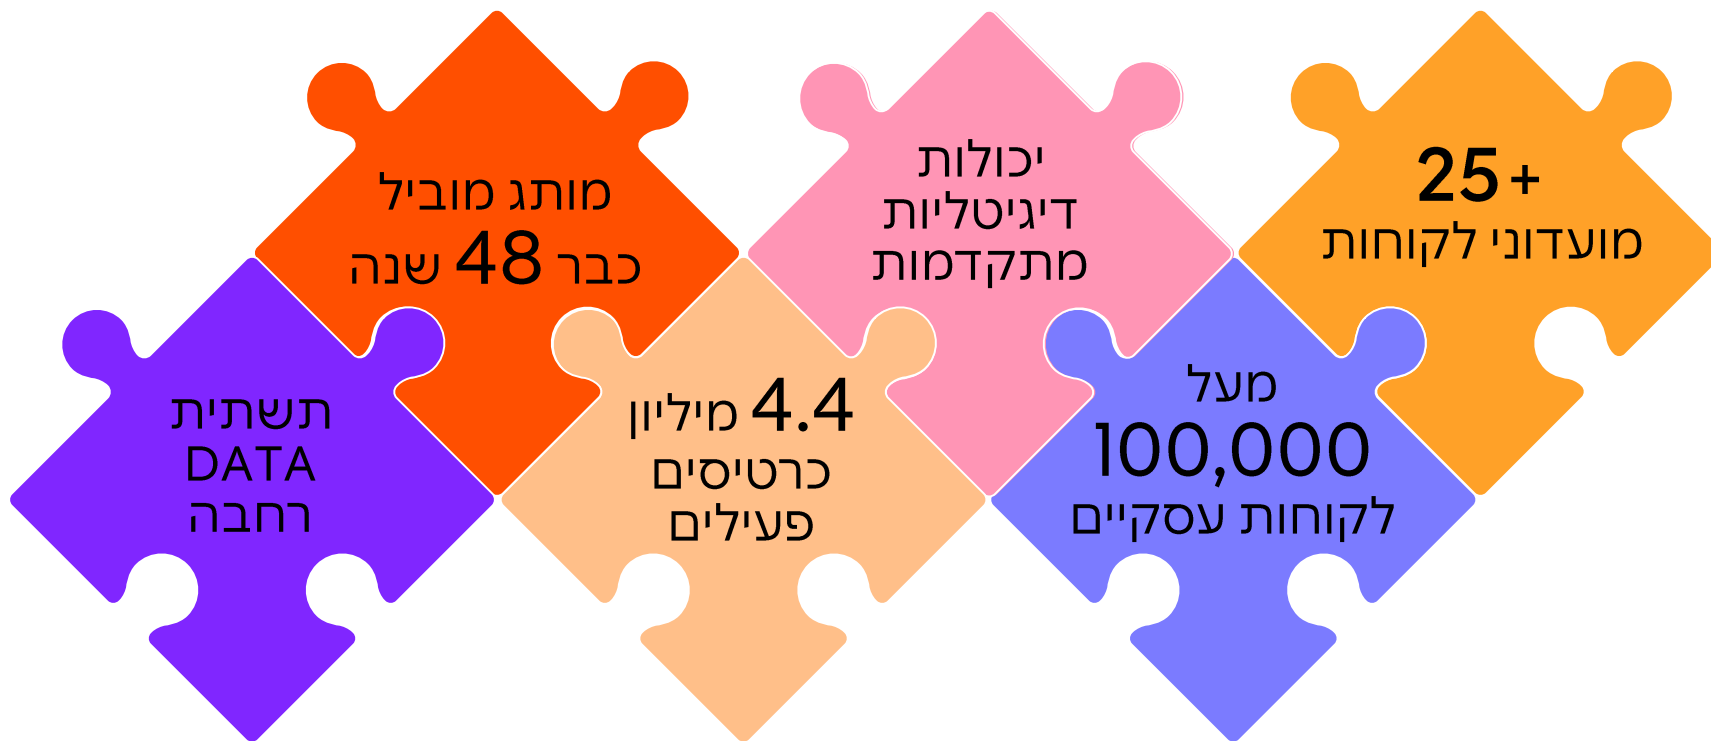 +25
מועדוני לקוחות
יכולות
דיגיטליות
מתקדמות
מותג מוביל
כבר 48 שנה
מעל
100,000
לקוחות עסקיים
4.4 מיליון
כרטיסים
פעילים
תשתית
DATA
רחבה